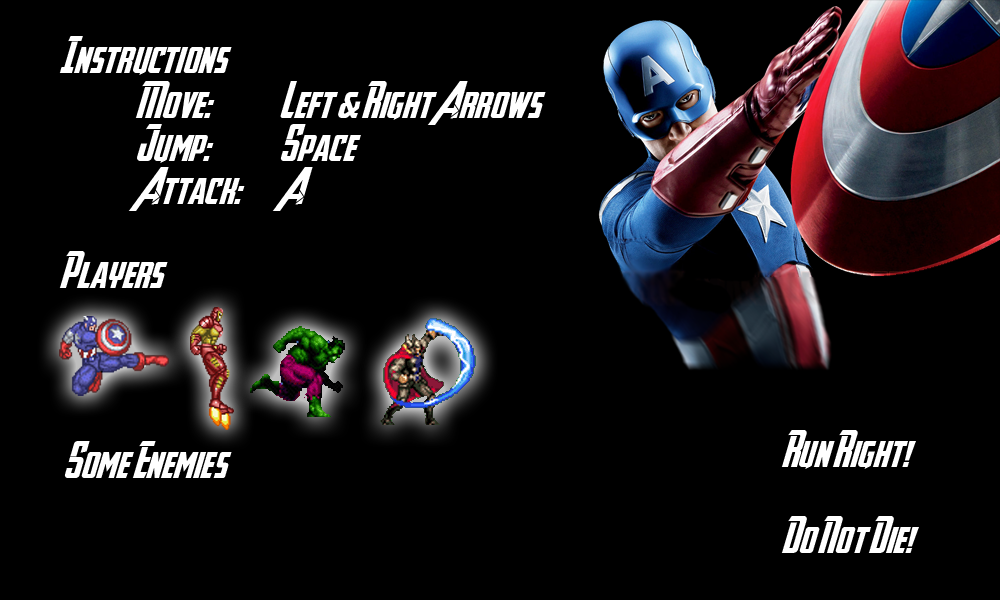 Instructions
Move: Left & Right Arrows
Jump: Space
Attack: A
Players
A
Some Enemies
Run Right!
Do Not Die!